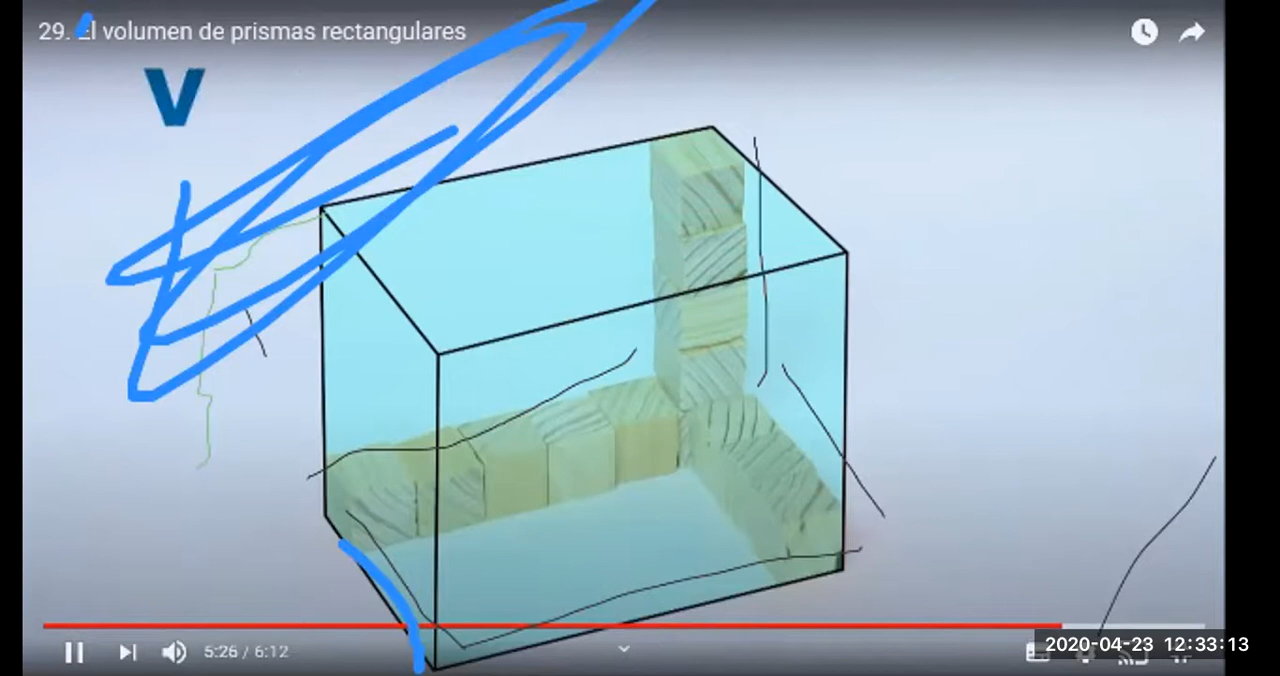 29. El volumen de prismas rectangulares
V
5:26 / 6:12
2020-04-23 12:33:13